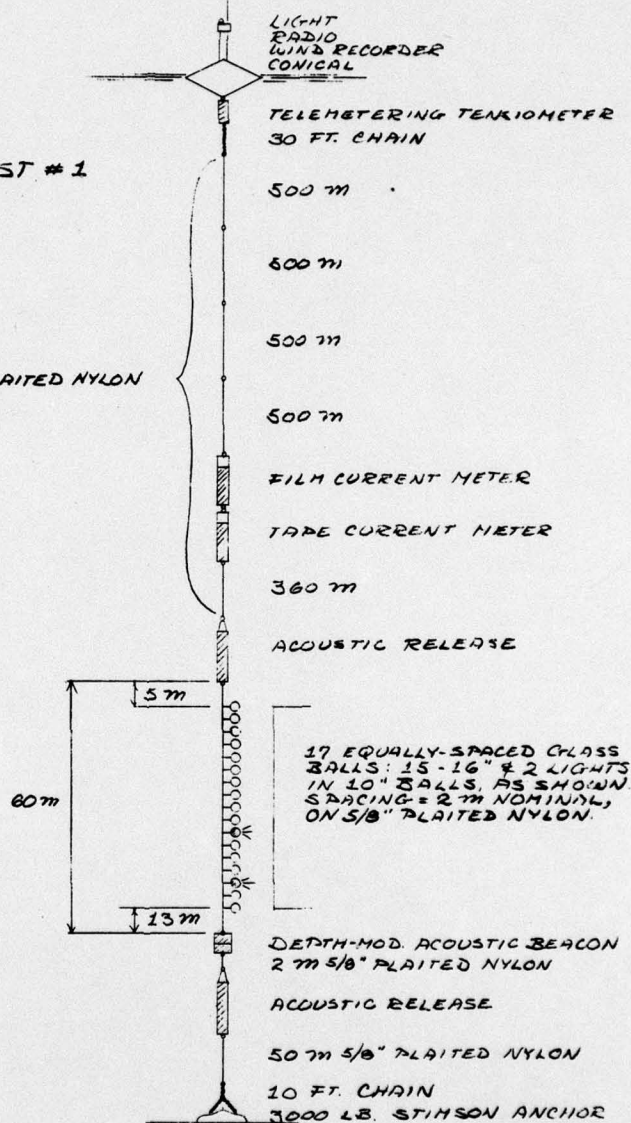 LIGHT
RADIO
WIND RECORDER
CONICAL
TELEMETERING TENSIOMETER
30 FT. CHAIN
ST # 1
500 m
500 m
500 m
AITED NYLON
500 m
FILM CURRENT METER
TAPE CURRENT METER
360 m
ACOUSTIC RELEASE
5 m
17 EQUALLY-SPACED GLASS
BALLS: 15 - 16" & 2 LIGHTS
IN 10" BALLS, AS SHOWN.
SPACING = 2 m NOMINAL,
ON 5/8" PLAITED NYLON.
60 m
13 m
DEPTH-MOD. ACOUSTIC BEACON
2 m 5/8" PLAITED NYLON
ACOUSTIC RELEASE
50 m 5/8" PLAITED NYLON
10 FT. CHAIN
3000 LB. STIMSON ANCHOR